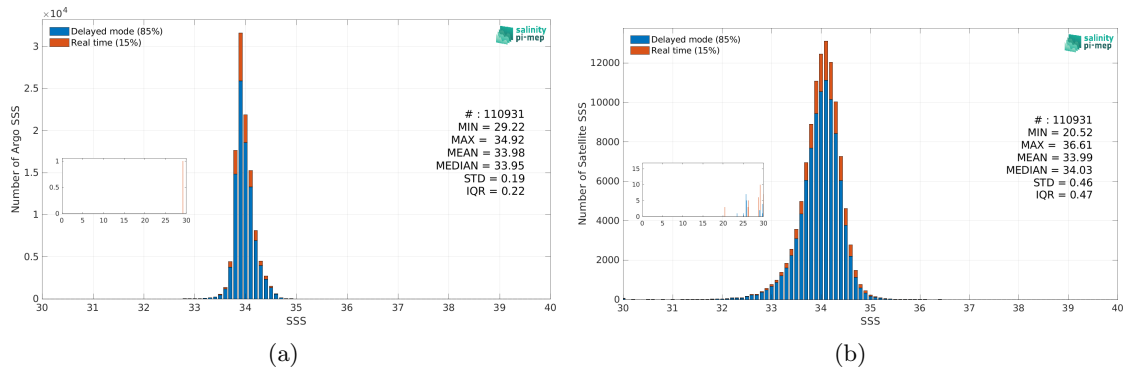 ×10^4
Delayed mode (85%)
Real time (15%)
salinity
pi-mep
Number of Argo SSS
3
2.5
2
1.5
1
0.5
0
# : 110931
MIN = 29.22
MAX = 34.92
MEAN = 33.98
MEDIAN = 33.95
STD = 0.19
IQR = 0.22
1
0.5
0
0 5 10 15 20 25 30
30 31 32 33 34 35 36 37 38 39 40
SSS
(a)
Delayed mode (85%)
Real time (15%)
salinity
pi-mep
Number of Satellite SSS
12000
10000
8000
6000
4000
2000
0
# : 110931
MIN = 20.52
MAX = 36.61
MEAN = 33.99
MEDIAN = 34.03
STD = 0.46
IQR = 0.47
15
10
5
0
0 5 10 15 20 25 30
30 31 32 33 34 35 36 37 38 39 40
SSS
(b)